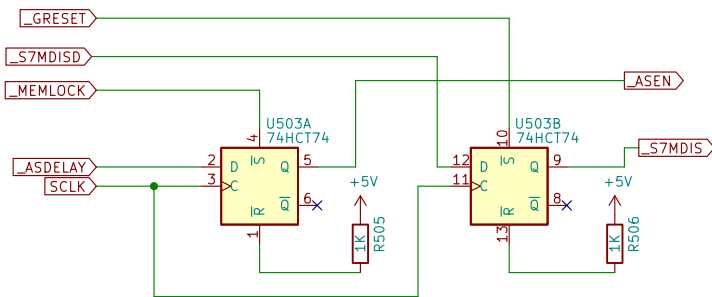 _GRESET
_S7MDISD
_MEMLOCK
_ASEN
U503A
74HCT74
U503B
74HCT74
4
10
_ASDELAY
2
D
S
Q
5
12
D
S
Q
9
_S7MDIS
SCLK
3
C
11
C
+5V
+5V
R
Q
6
R
Q
8
1
1K
R505
13
1K
R506